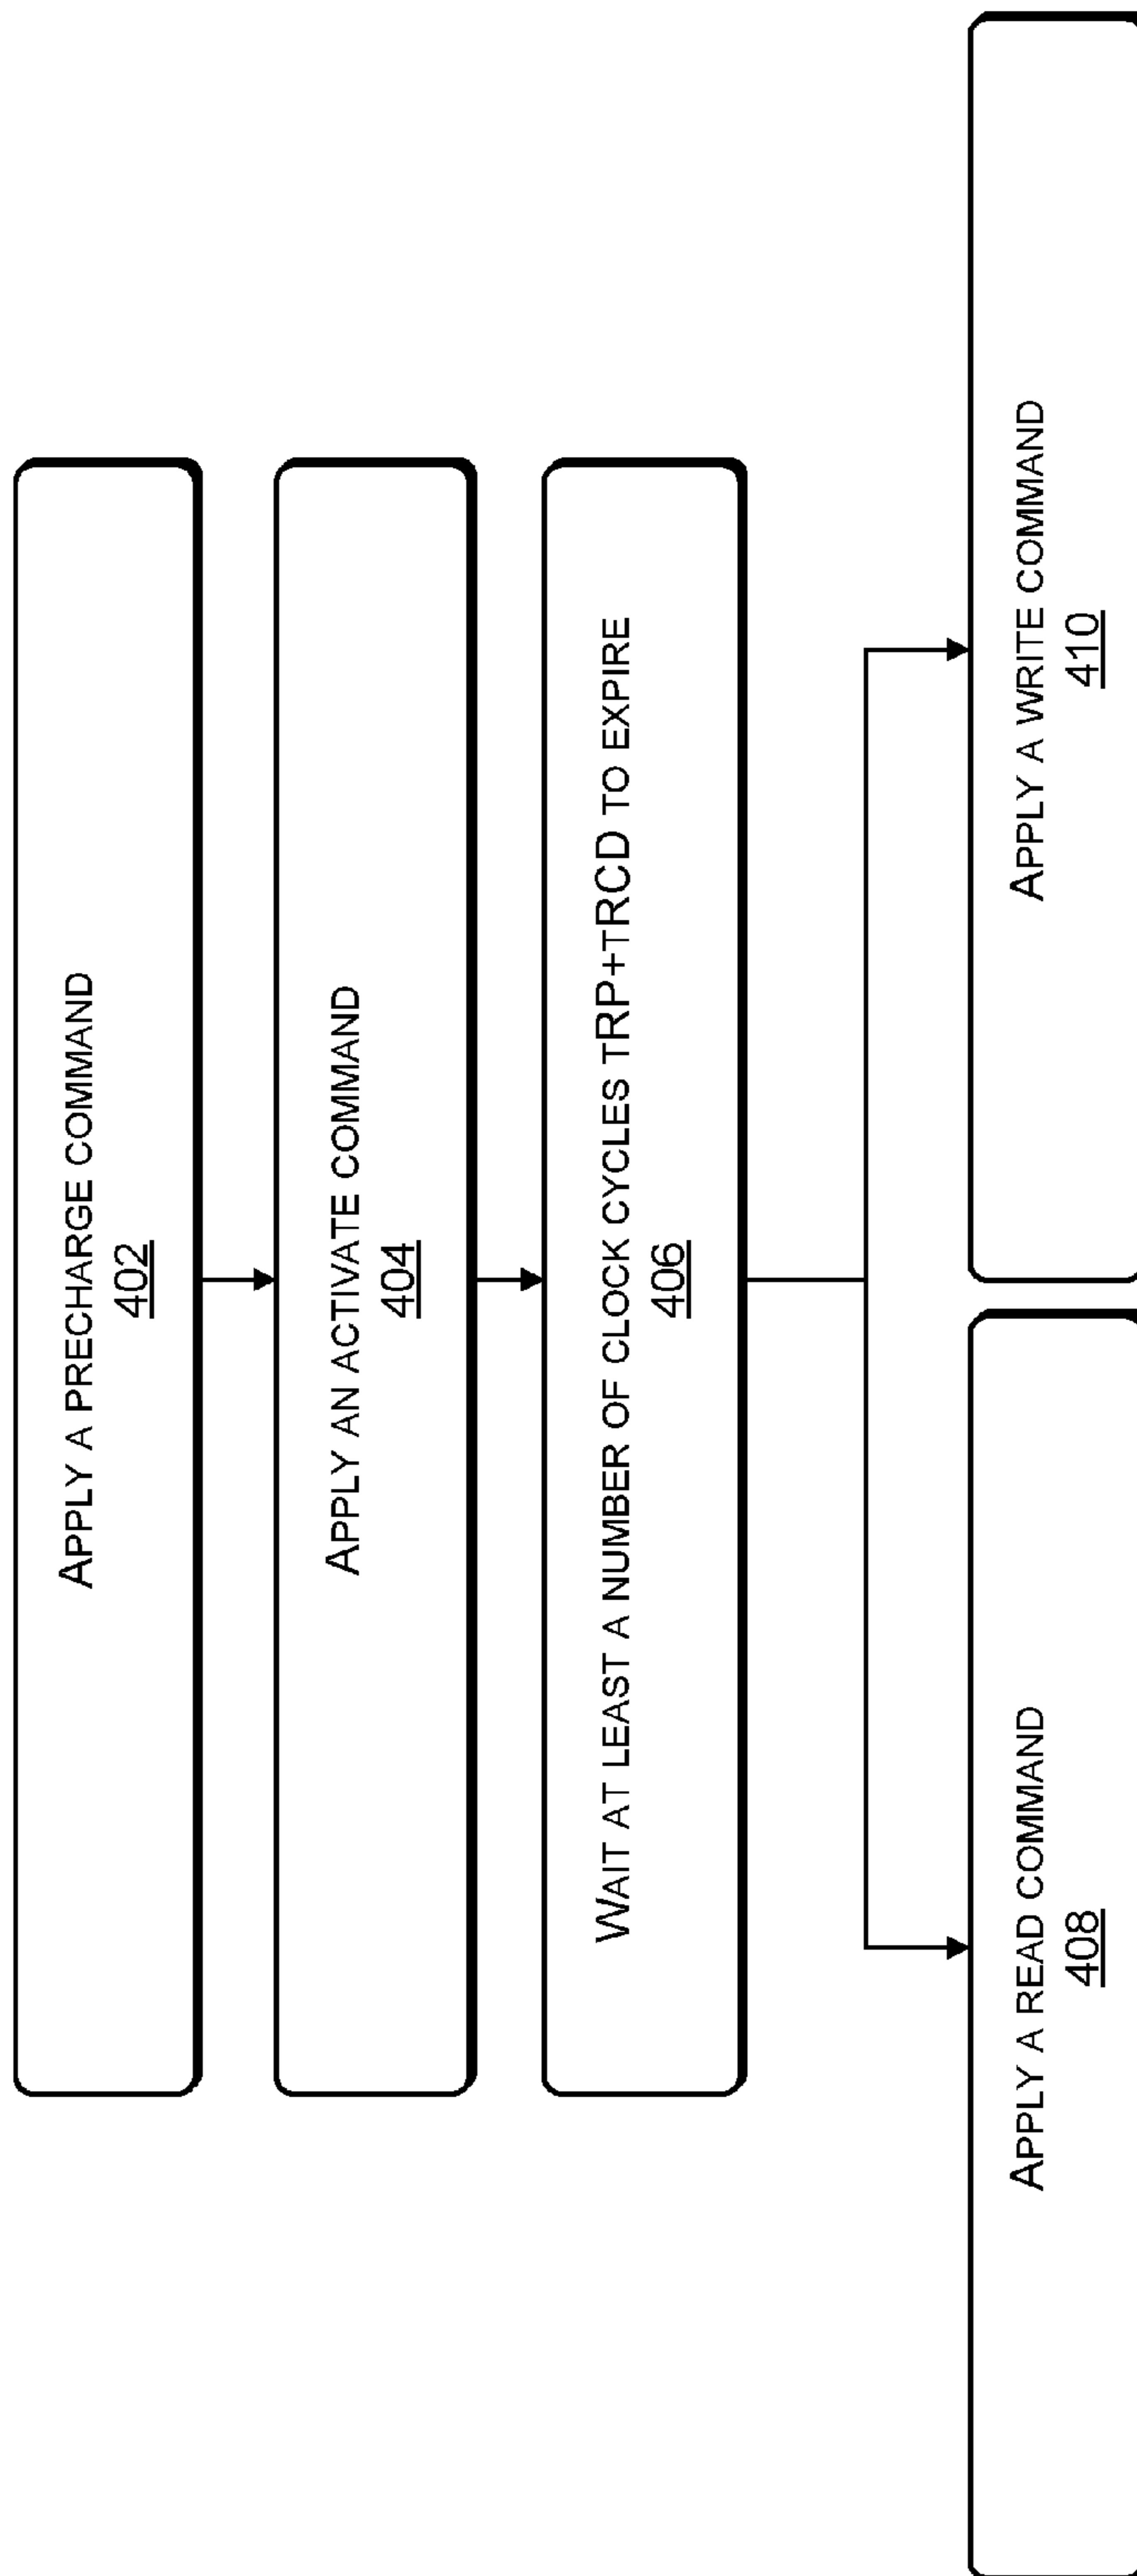 APPLY A PRECHARGE COMMAND
402
APPLY AN ACTIVATE COMMAND
404
WAIT AT LEAST A NUMBER OF CLOCK CYCLES TRP+TRCD TO EXPIRE
406
APPLY A READ COMMAND
408
APPLY A WRITE COMMAND
410